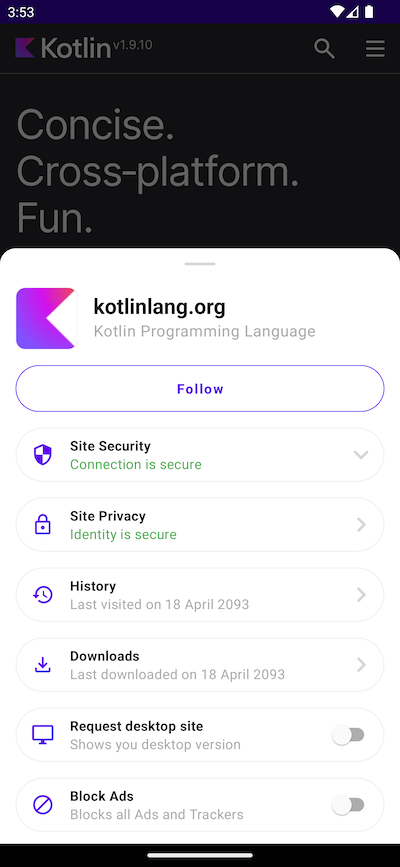 3:53
Kotlin v1.9.10
Concise.
Cross-platform.
Fun.
kotlinlang.org
Kotlin Programming Language
Follow
Site Security
Connection is secure
Site Privacy
Identity is secure
History
Last visited on 18 April 2093
Downloads
Last downloaded on 18 April 2093
Request desktop site
Shows you desktop version
Block Ads
Blocks all Ads and Trackers